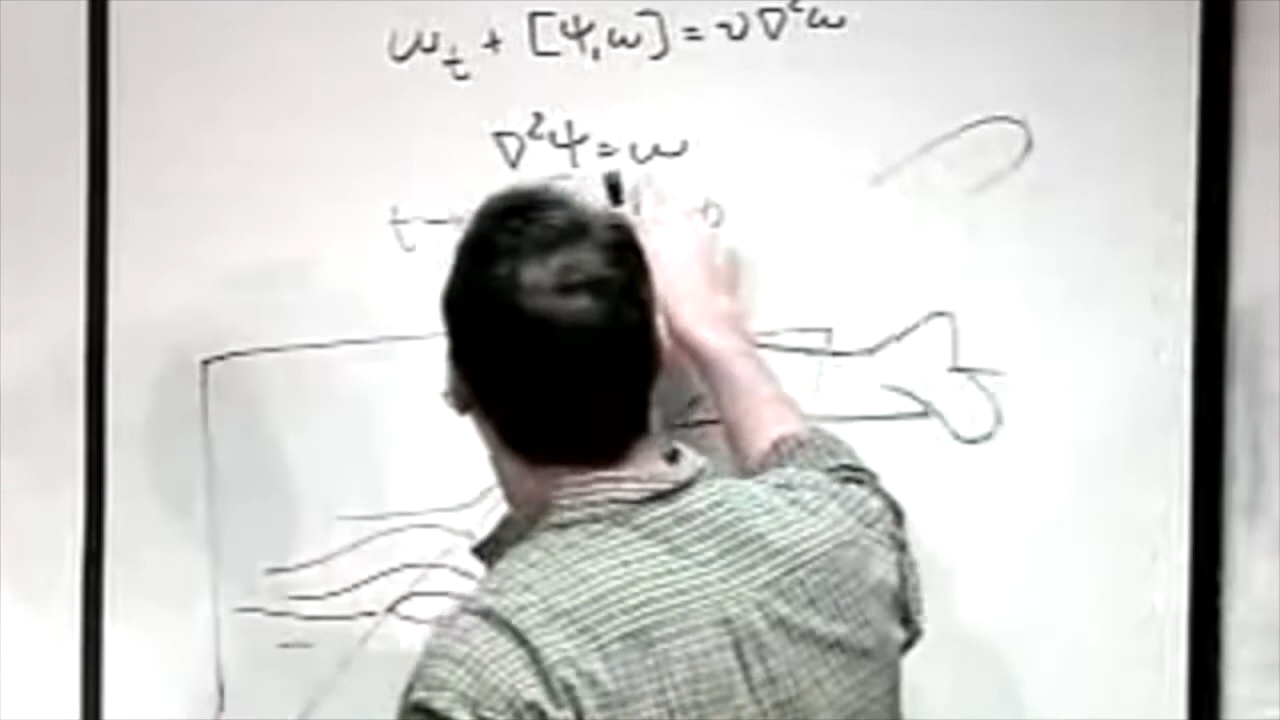 ω_t + [ψ,ω] = ν∇²ω
∇²ψ = ω